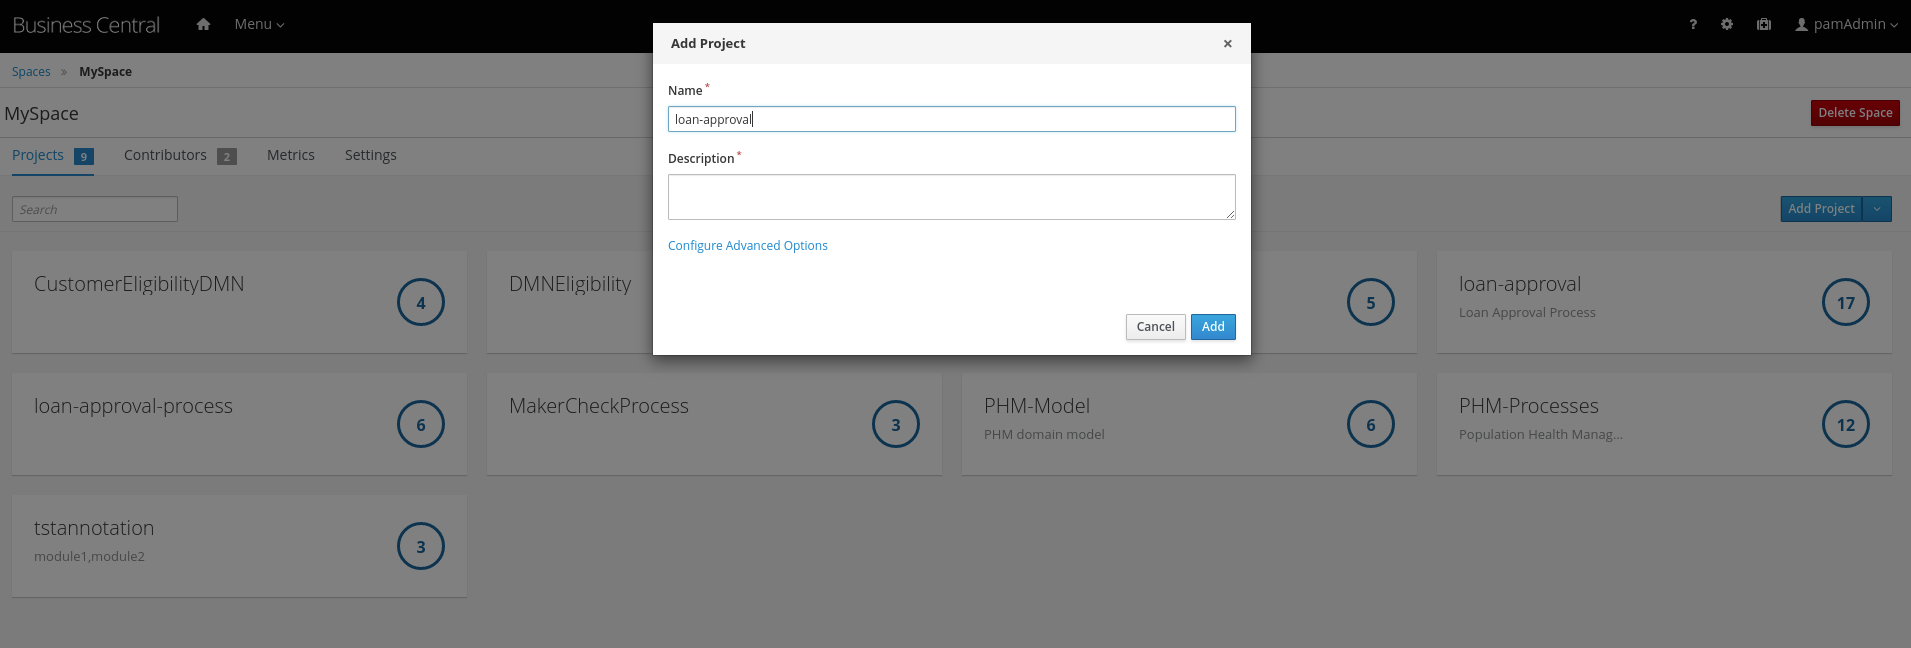 Business Central
Menu
?
pamAdmin
Spaces » MySpace
MySpace
Delete Space
Projects 9
Contributors 2
Metrics
Settings
Search
Add Project
Add Project
×
Name *
loan-approval
Description *
Configure Advanced Options
Cancel
Add
CustomerEligibilityDMN
4
DMNEligibility
5
loan-approval
Loan Approval Process
17
loan-approval-process
6
MakerCheckProcess
3
PHM-Model
PHM domain model
6
PHM-Processes
Population Health Manag...
12
tstannotation
module1,module2
3